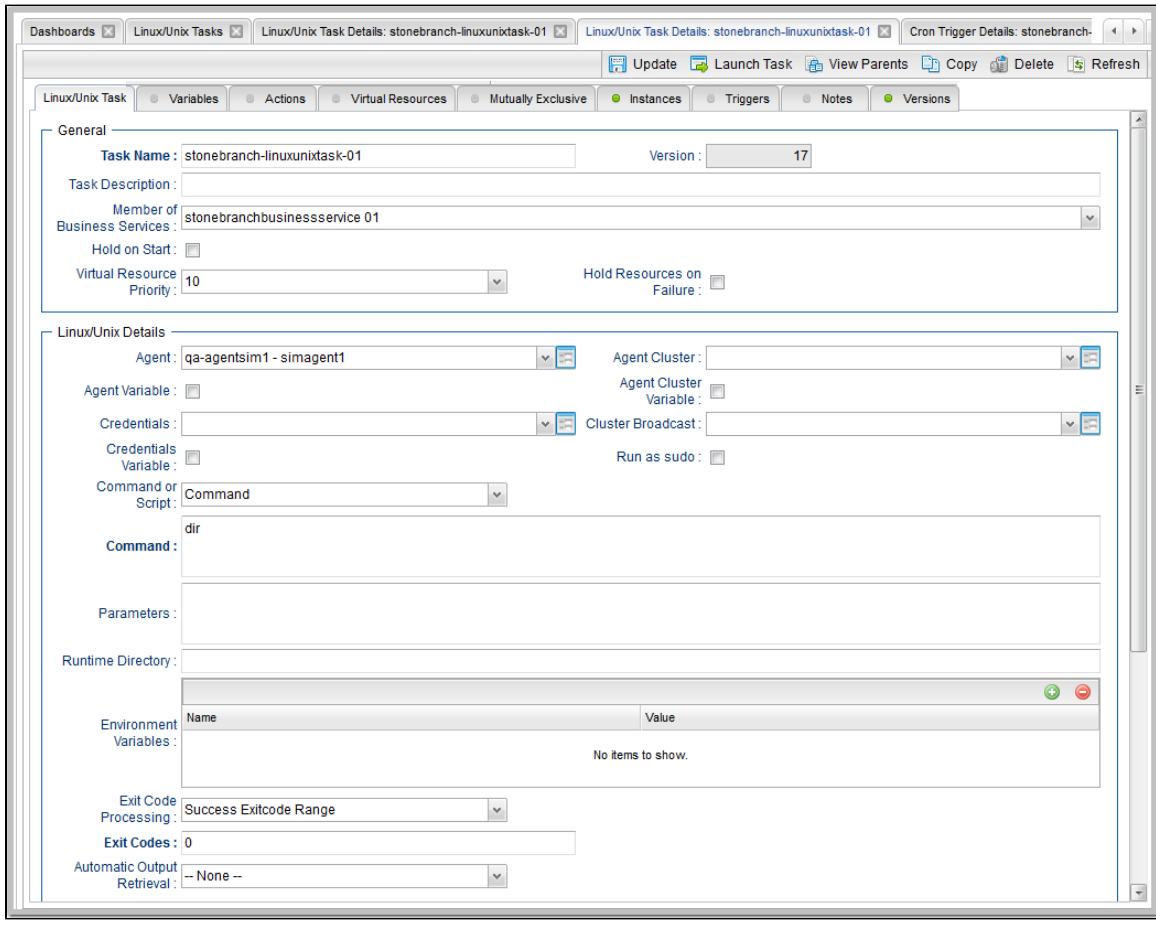 Dashboards Linux/Unix Tasks Linux/Unix Task Details: stonebranch-linuxunixtask-01 Linux/Unix Task Details: stonebranch-linuxunixtask-01 Cron Trigger Details: stonebranch-
Update Launch Task View Parents Copy Delete Refresh
Linux/Unix Task Variables Actions Virtual Resources Mutually Exclusive Instances Triggers Notes Versions
General
Task Name : stonebranch-linuxunixtask-01 Version : 17
Task Description :
Member of
Business Services : stonebranchbusinessservice 01
Hold on Start :
Virtual Resource
Priority : 10
Hold Resources on
Failure :
Linux/Unix Details
Agent : qa-agentsim1 - simagent1 Agent Cluster :
Agent Variable :
Agent Cluster
Variable :
Credentials : Cluster Broadcast :
Credentials
Variable :
Run as sudo :
Command or
Script : Command
Command : dir
Parameters :
Runtime Directory :
Environment
Variables :
Name Value
No items to show.
Exit Code
Processing : Success Exitcode Range
Exit Codes : 0
Automatic Output
Retrieval : -- None --